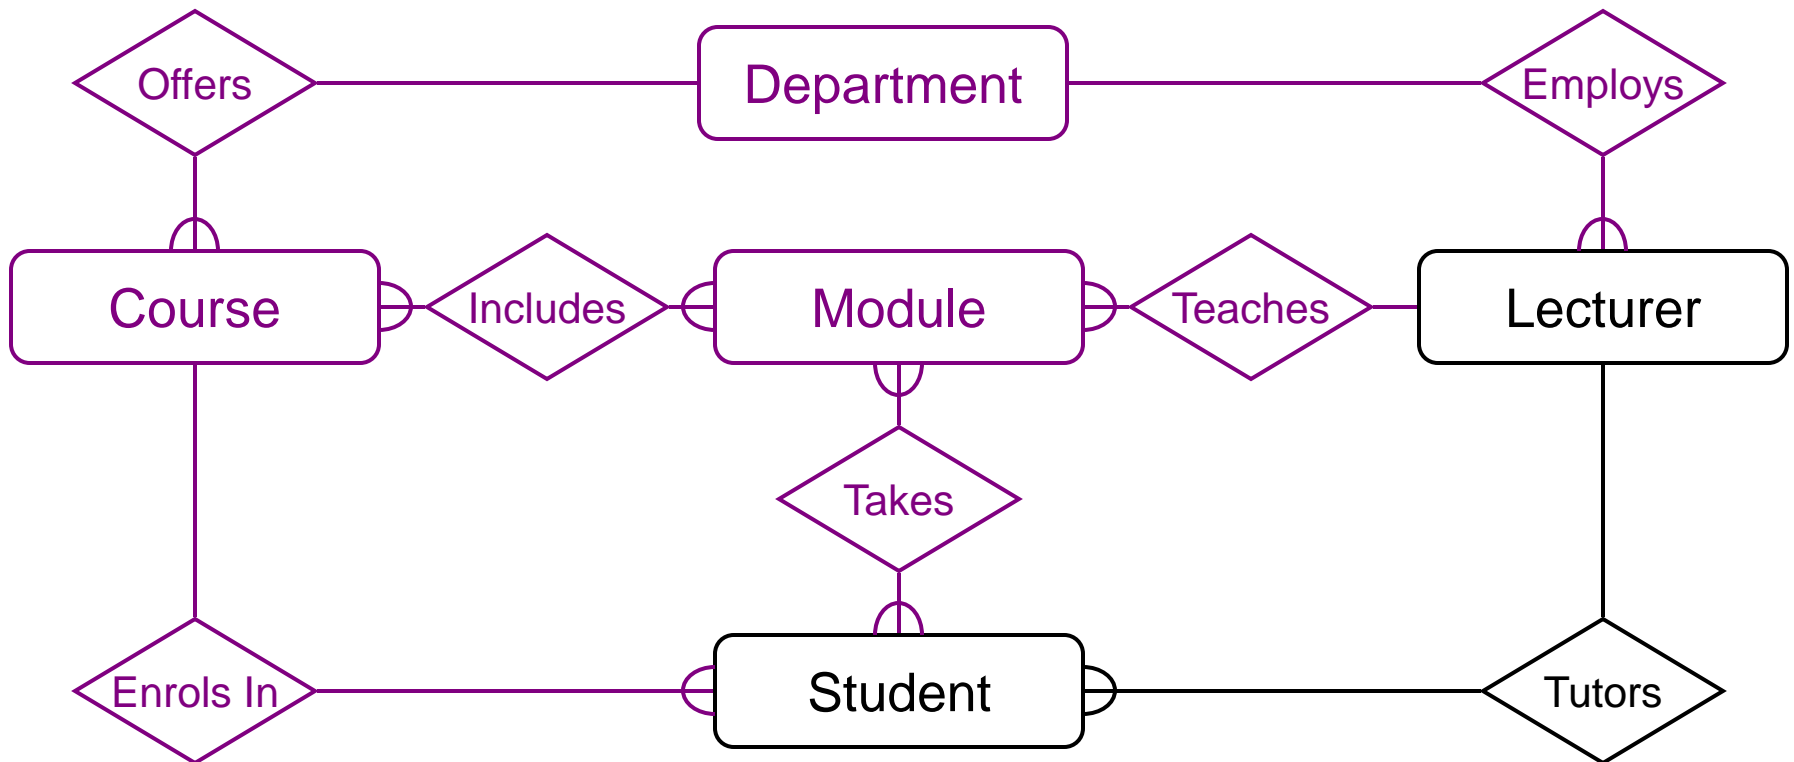 Offers
Department
Employs
Course
Includes
Module
Teaches
Lecturer
Takes
Enrols In
Student
Tutors